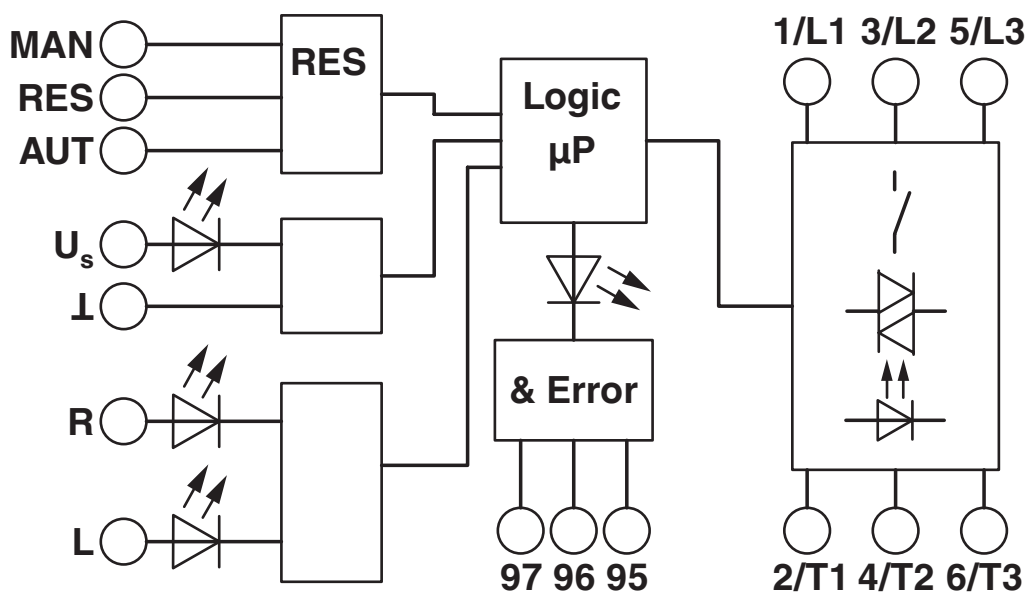 MAN
RES
AUT
RES
U_s
⊥
R
L
Logic
μP
& Error
97 96 95
1/L1 3/L2 5/L3
2/T1 4/T2 6/T3